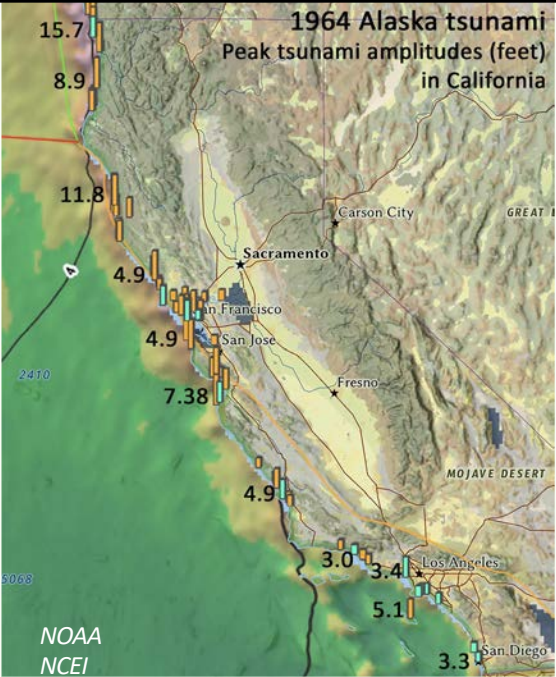 1964 Alaska tsunami
Peak tsunami amplitudes (feet)
in California
15.7
8.9
11.8
Carson City
GREAT
Sacramento
4
4.9
an Francisco
4.9
San Jose
2410
Fresno
7.38
MOJAVE DESERT
4.9
3.0
3.4
Los Angeles
5068
5.1
NOAA
NCEI
San Diego
3.3